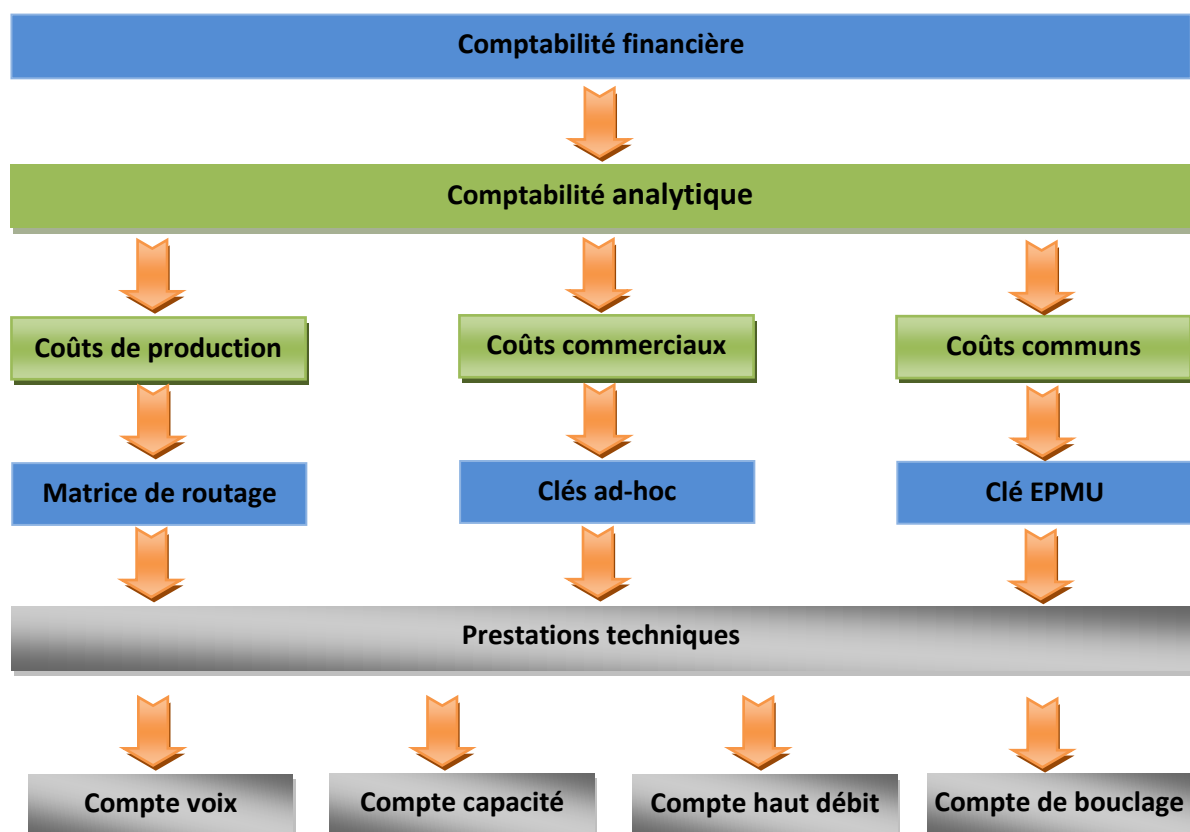 Comptabilité financière
Comptabilité analytique
Coûts de production
Coûts commerciaux
Coûts communs
Matrice de routage
Clés ad-hoc
Clé EPMU
Prestations techniques
Compte voix
Compte capacité
Compte haut débit
Compte de bouclage